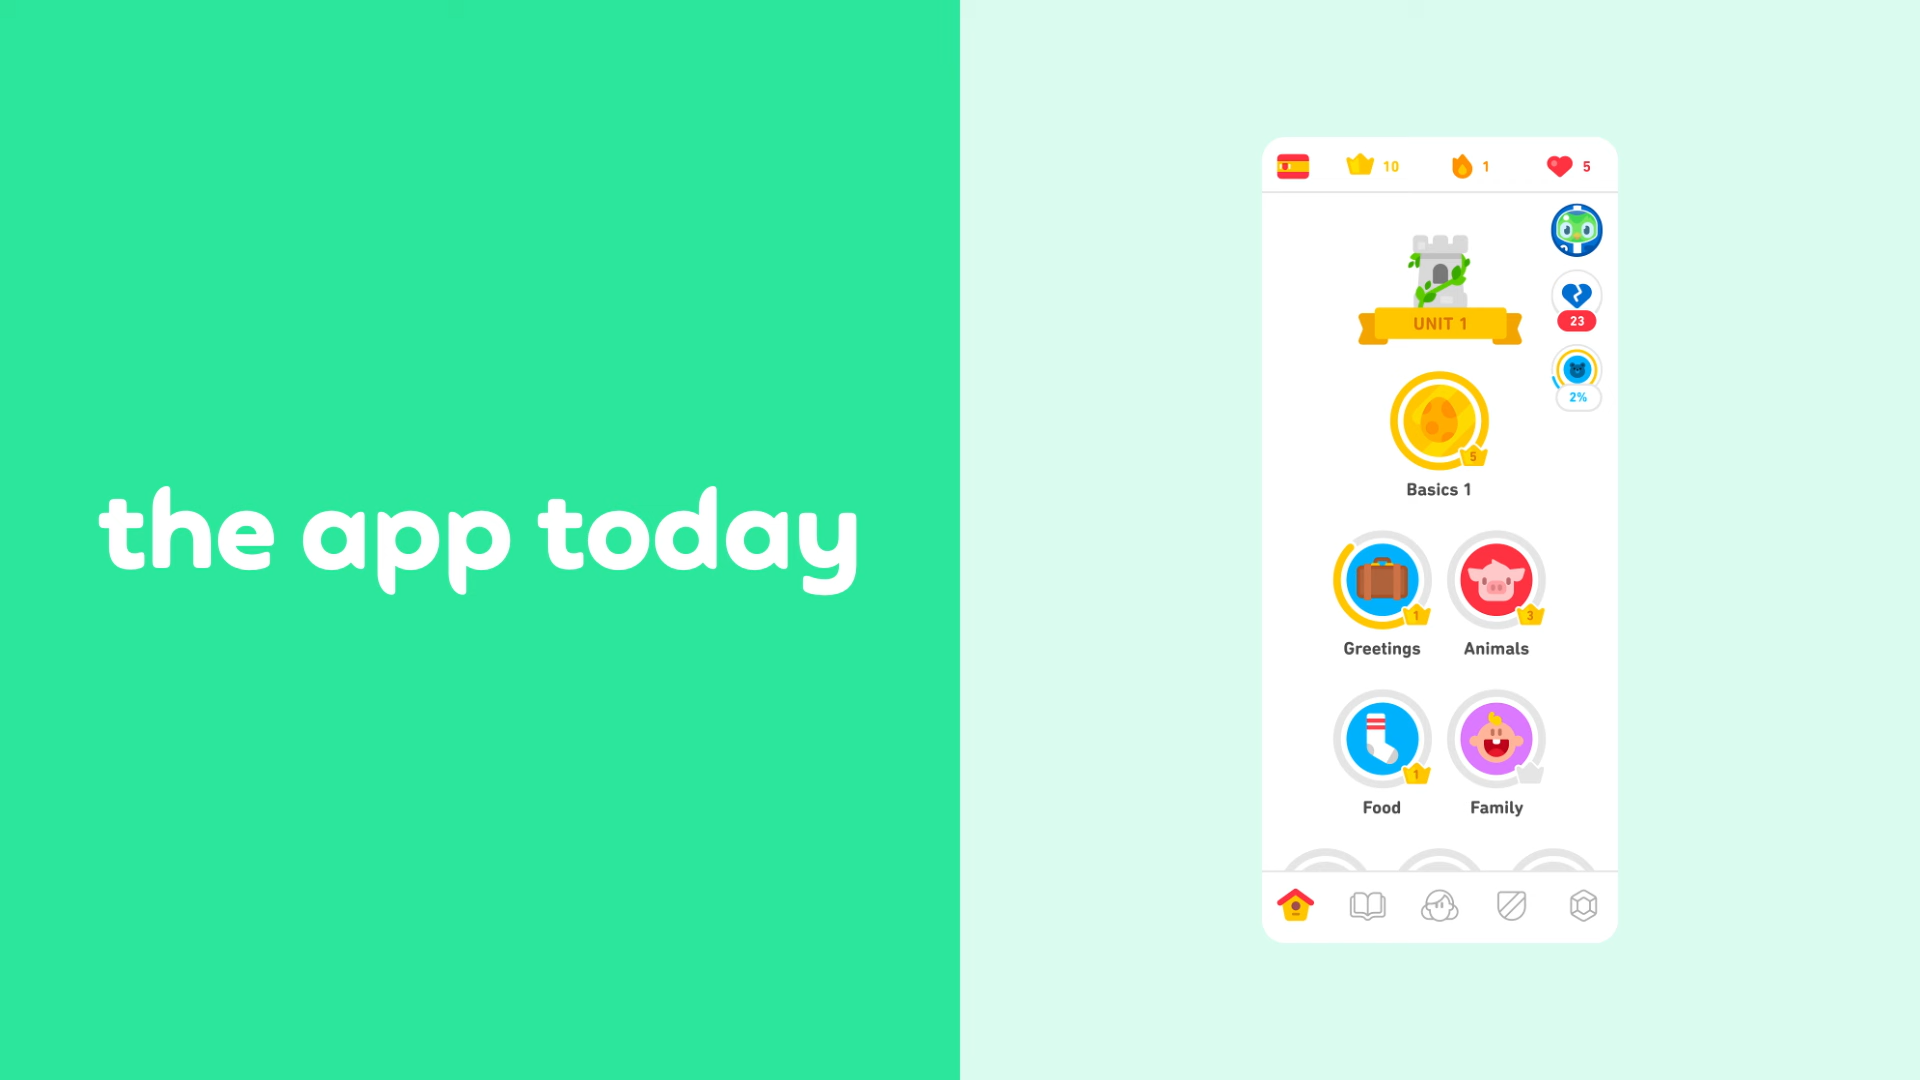 the app today
10
1
5
UNIT 1
23
2%
5
Basics 1
1
3
Greetings
Animals
1
Food
Family